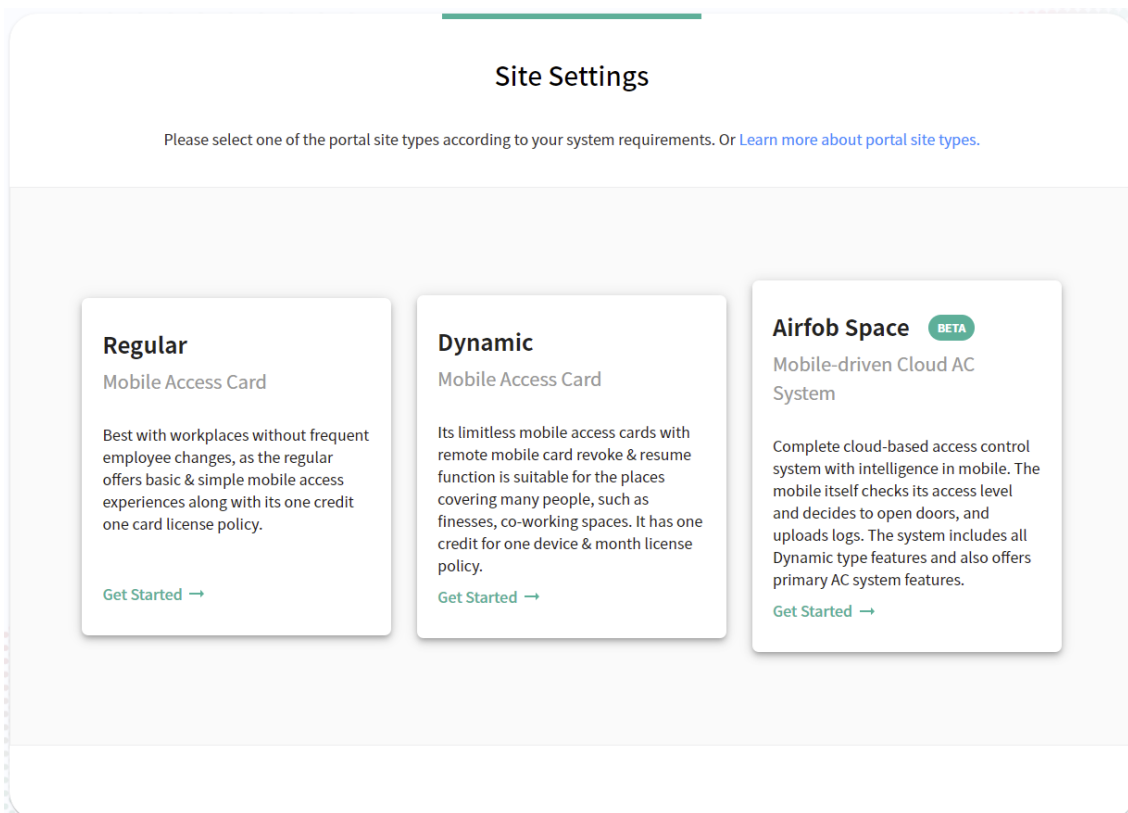 Site Settings
Please select one of the portal site types according to your system requirements. Or Learn more about portal site types.
Regular
Mobile Access Card
Best with workplaces without frequent
employee changes, as the regular
offers basic & simple mobile access
experiences along with its one credit
one card license policy.
Get Started →
Dynamic
Mobile Access Card
Its limitless mobile access cards with
remote mobile card revoke & resume
function is suitable for the places
covering many people, such as
finesses, co-working spaces. It has one
credit for one device & month license
policy.
Get Started →
Airfob Space BETA
Mobile-driven Cloud AC
System
Complete cloud-based access control
system with intelligence in mobile. The
mobile itself checks its access level
and decides to open doors, and
uploads logs. The system includes all
Dynamic type features and also offers
primary AC system features.
Get Started →